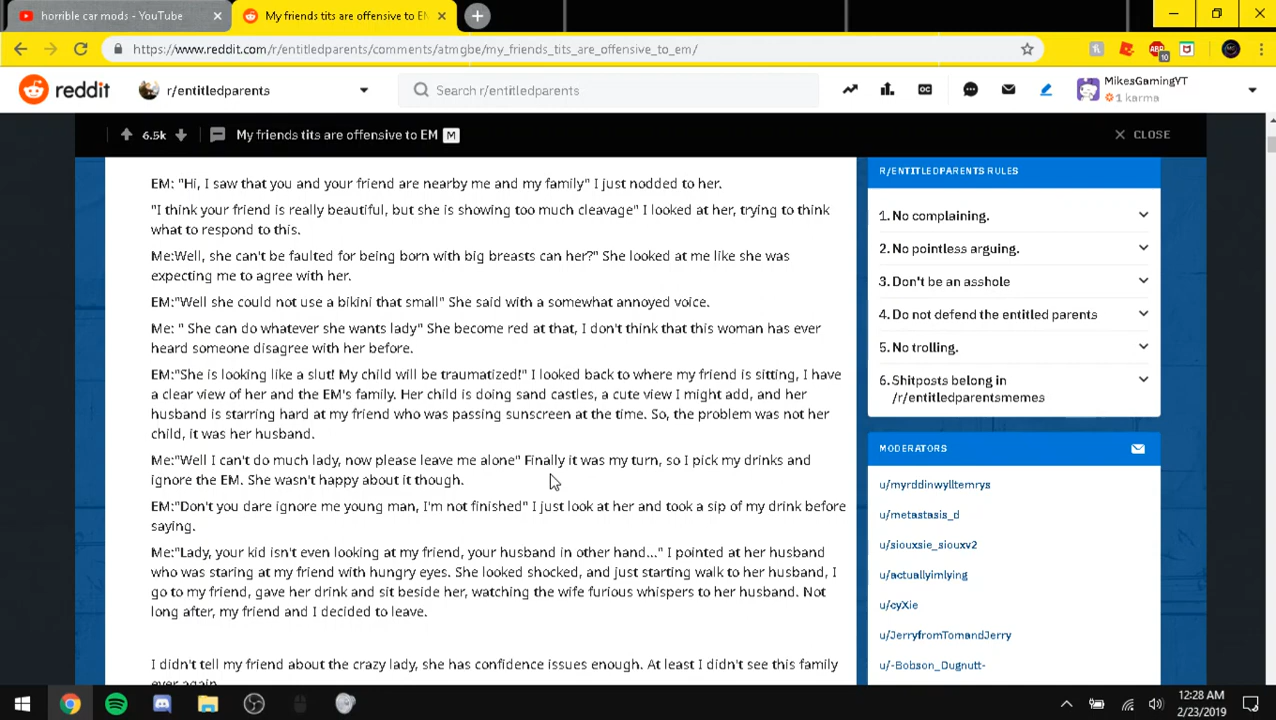 horrible car mods - YouTube
My friends tits are offensive to EM
https://www.reddit.com/r/entitledparents/comments/atmgbe/my_friends_tits_are_offensive_to_em/
ABP
10
reddit
r/entitledparents
Search r/entitledparents
MikesGamingYT
1 karma
6.5k
My friends tits are offensive to EM M
CLOSE
EM: "Hi, I saw that you and your friend are nearby me and my family" I just nodded to her.
"I think your friend is really beautiful, but she is showing too much cleavage" I looked at her, trying to think
what to respond to this.
Me:Well, she can't be faulted for being born with big breasts can her?" She looked at me like she was
expecting me to agree with her.
EM:"Well she could not use a bikini that small" She said with a somewhat annoyed voice.
Me: " She can do whatever she wants lady" She become red at that, I don't think that this woman has ever
heard someone disagree with her before.
EM:"She is looking like a slut! My child will be traumatized!" I looked back to where my friend is sitting, I have
a clear view of her and the EM's family. Her child is doing sand castles, a cute view I might add, and her
husband is starring hard at my friend who was passing sunscreen at the time. So, the problem was not her
child, it was her husband.
Me:"Well I can't do much lady, now please leave me alone" Finally it was my turn, so I pick my drinks and
ignore the EM. She wasn't happy about it though.
EM:"Don't you dare ignore me young man, I'm not finished" I just look at her and took a sip of my drink before
saying.
Me:"Lady, your kid isn't even looking at my friend, your husband in other hand..." I pointed at her husband
who was staring at my friend with hungry eyes. She looked shocked, and just starting walk to her husband, I
go to my friend, gave her drink and sit beside her, watching the wife furious whispers to her husband. Not
long after, my friend and I decided to leave.
I didn't tell my friend about the crazy lady, she has confidence issues enough. At least I didn't see this family
ever again.
R/ENTITLEDPARENTS RULES
1. No complaining.
2. No pointless arguing.
3. Don't be an asshole
4. Do not defend the entitled parents
5. No trolling.
6. Shitposts belong in
/r/entitledparentsmemes
MODERATORS
u/myrddinwylltemrys
u/metastasis_d
u/siouxsie_siouxv2
u/actuallyimlying
u/cyXie
u/JerryfromTomandJerry
u/-Bobson_Dugnutt-
12:28 AM
2/23/2019